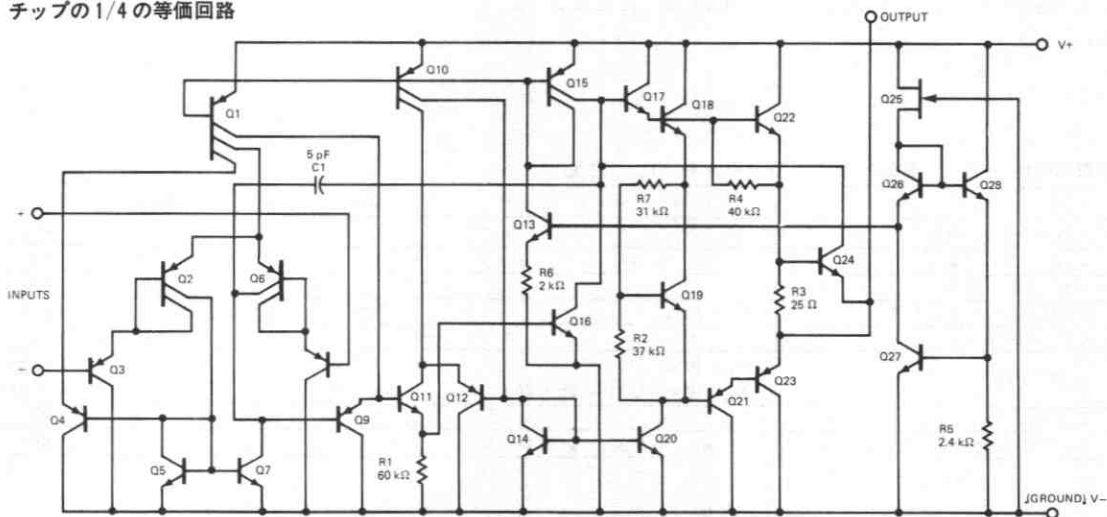 チップの1/4の等価回路
OUTPUT
V+
Q10
Q15
Q17
Q18
Q22
Q25
Q1
5 pF
C1
Q26
Q28
R7
31 kΩ
R4
40 kΩ
+
Q13
Q2
Q6
R6
2 kΩ
Q24
INPUTS
Q19
R3
25 Ω
Q16
R2
37 kΩ
−
Q3
Q27
Q23
Q4
Q9
Q11
Q12
Q21
Q5
Q7
Q14
Q20
R1
60 kΩ
R5
2.4 kΩ
(GROUND) V−